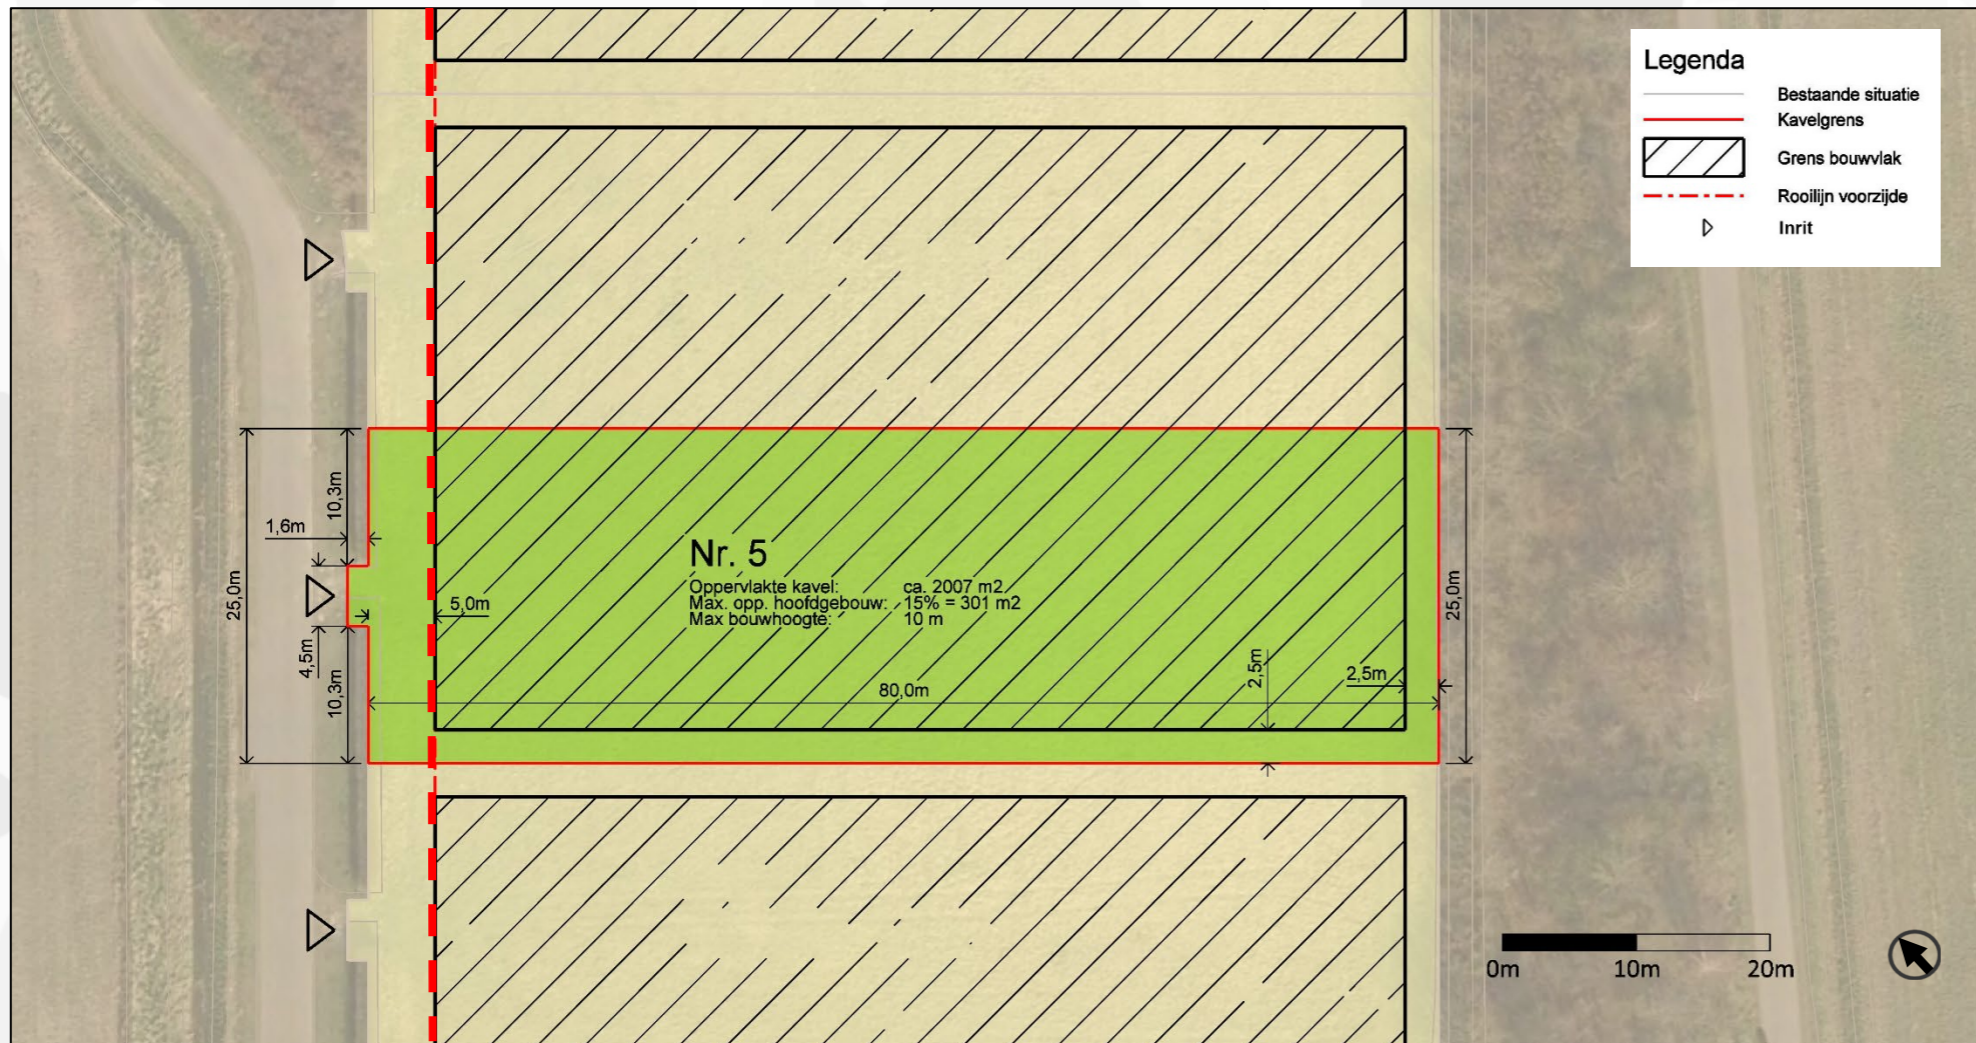 Legenda
Bestaande situatie
Kavelgrens
Grens bouwvlak
Rooilijn voorzijde
Inrit
10,3m
1,6m
25,0m
4,5m
10,3m
5,0m
Nr. 5
Oppervlakte kavel: ca. 2007 m2
Max. opp. hoofdgebouw: 15% = 301 m2
Max bouwhoogte: 10 m
80,0m
2,5m
2,5m
25,0m
0m 10m 20m